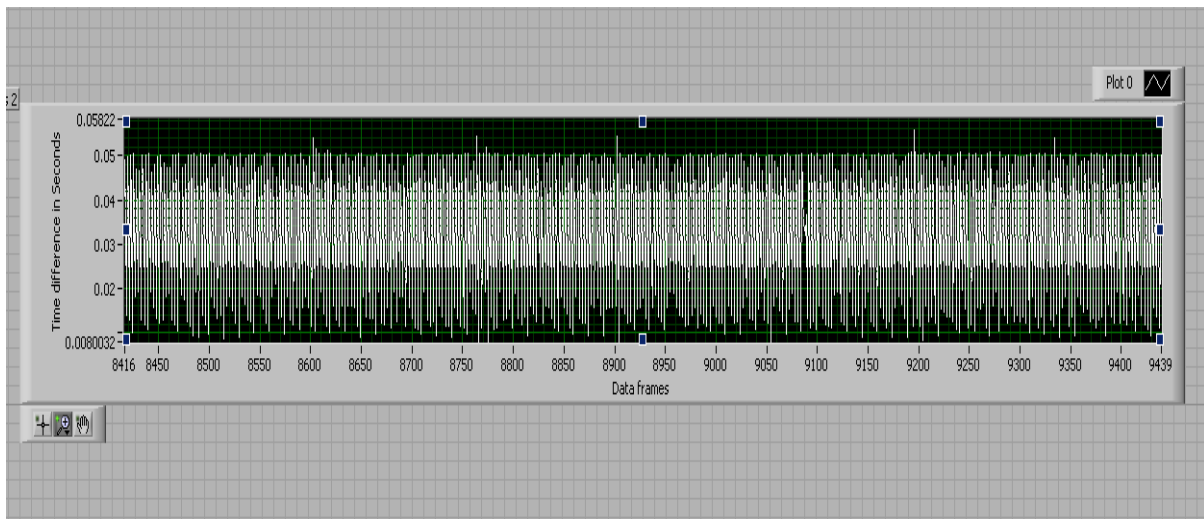 Plot 0
s 2
Time difference in Seconds
0.05822
0.05
0.04
0.03
0.02
0.0080032
8416 8450 8500 8550 8600 8650 8700 8750 8800 8850 8900 8950 9000 9050 9100 9150 9200 9250 9300 9350 9400 9439
Data frames